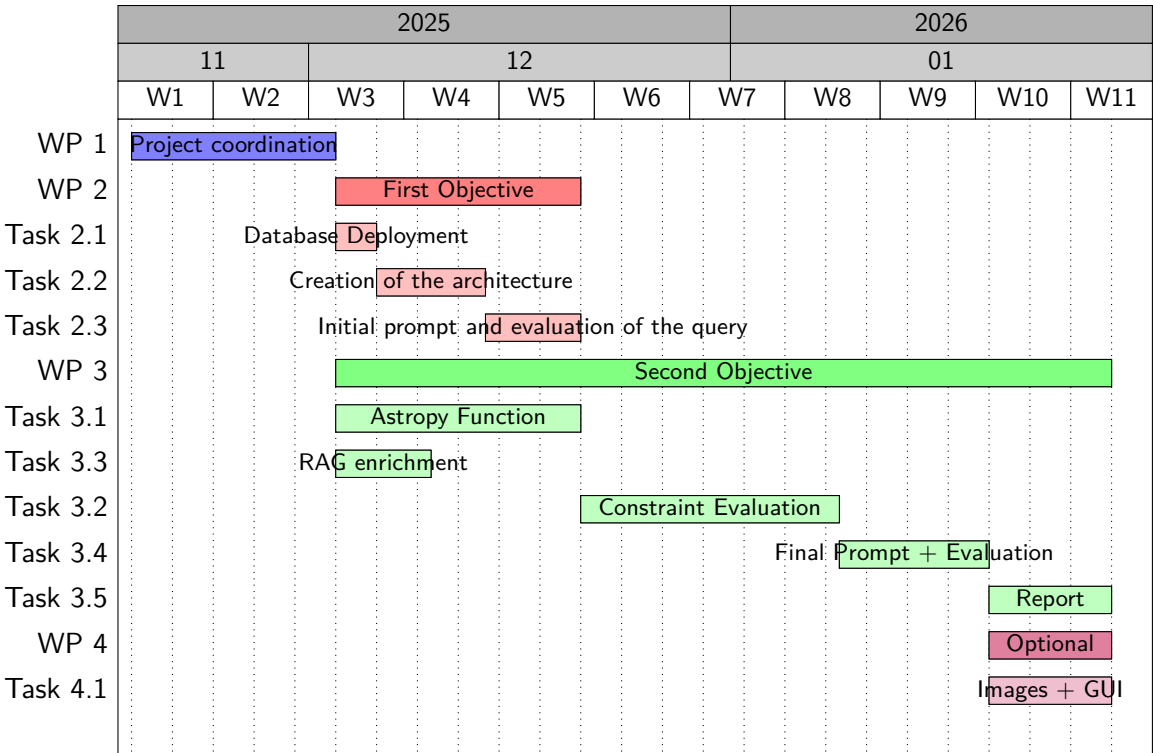 2025 2026
11 12 01
W1 W2 W3 W4 W5 W6 W7 W8 W9 W10 W11
WP 1 Project coordination
WP 2 First Objective
Task 2.1 Database Deployment
Task 2.2 Creation of the architecture
Task 2.3 Initial prompt and evaluation of the query
WP 3 Second Objective
Task 3.1 Astropy Function
Task 3.3 RAG enrichment
Task 3.2 Constraint Evaluation
Task 3.4 Final Prompt + Evaluation
Task 3.5 Report
WP 4 Optional
Task 4.1 Images + GUI